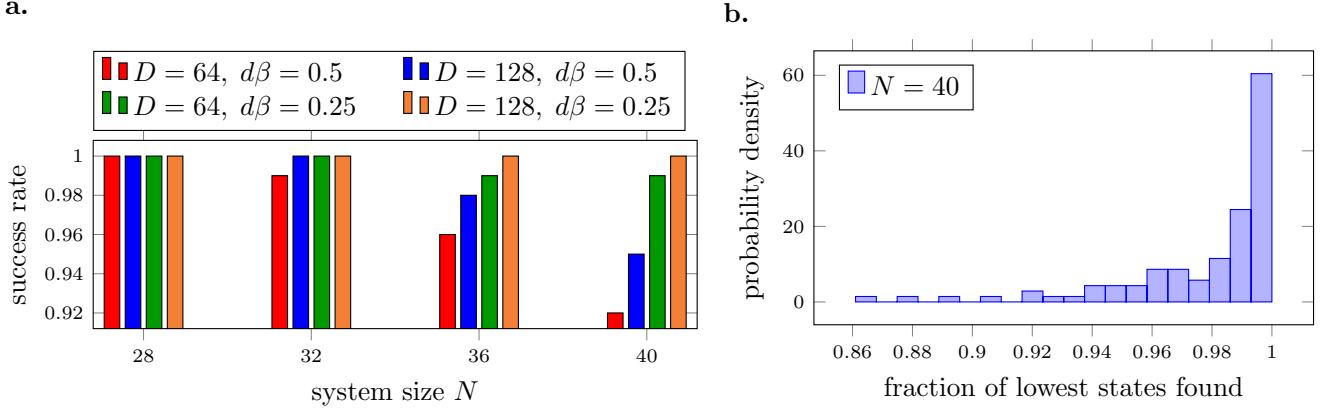 a.
D = 64, dβ = 0.5
D = 128, dβ = 0.5
D = 64, dβ = 0.25
D = 128, dβ = 0.25
success rate
1
0.98
0.96
0.94
0.92
28
32
36
40
system size N
b.
N = 40
probability density
60
40
20
0
0.86
0.88
0.9
0.92
0.94
0.96
0.98
1
fraction of lowest states found